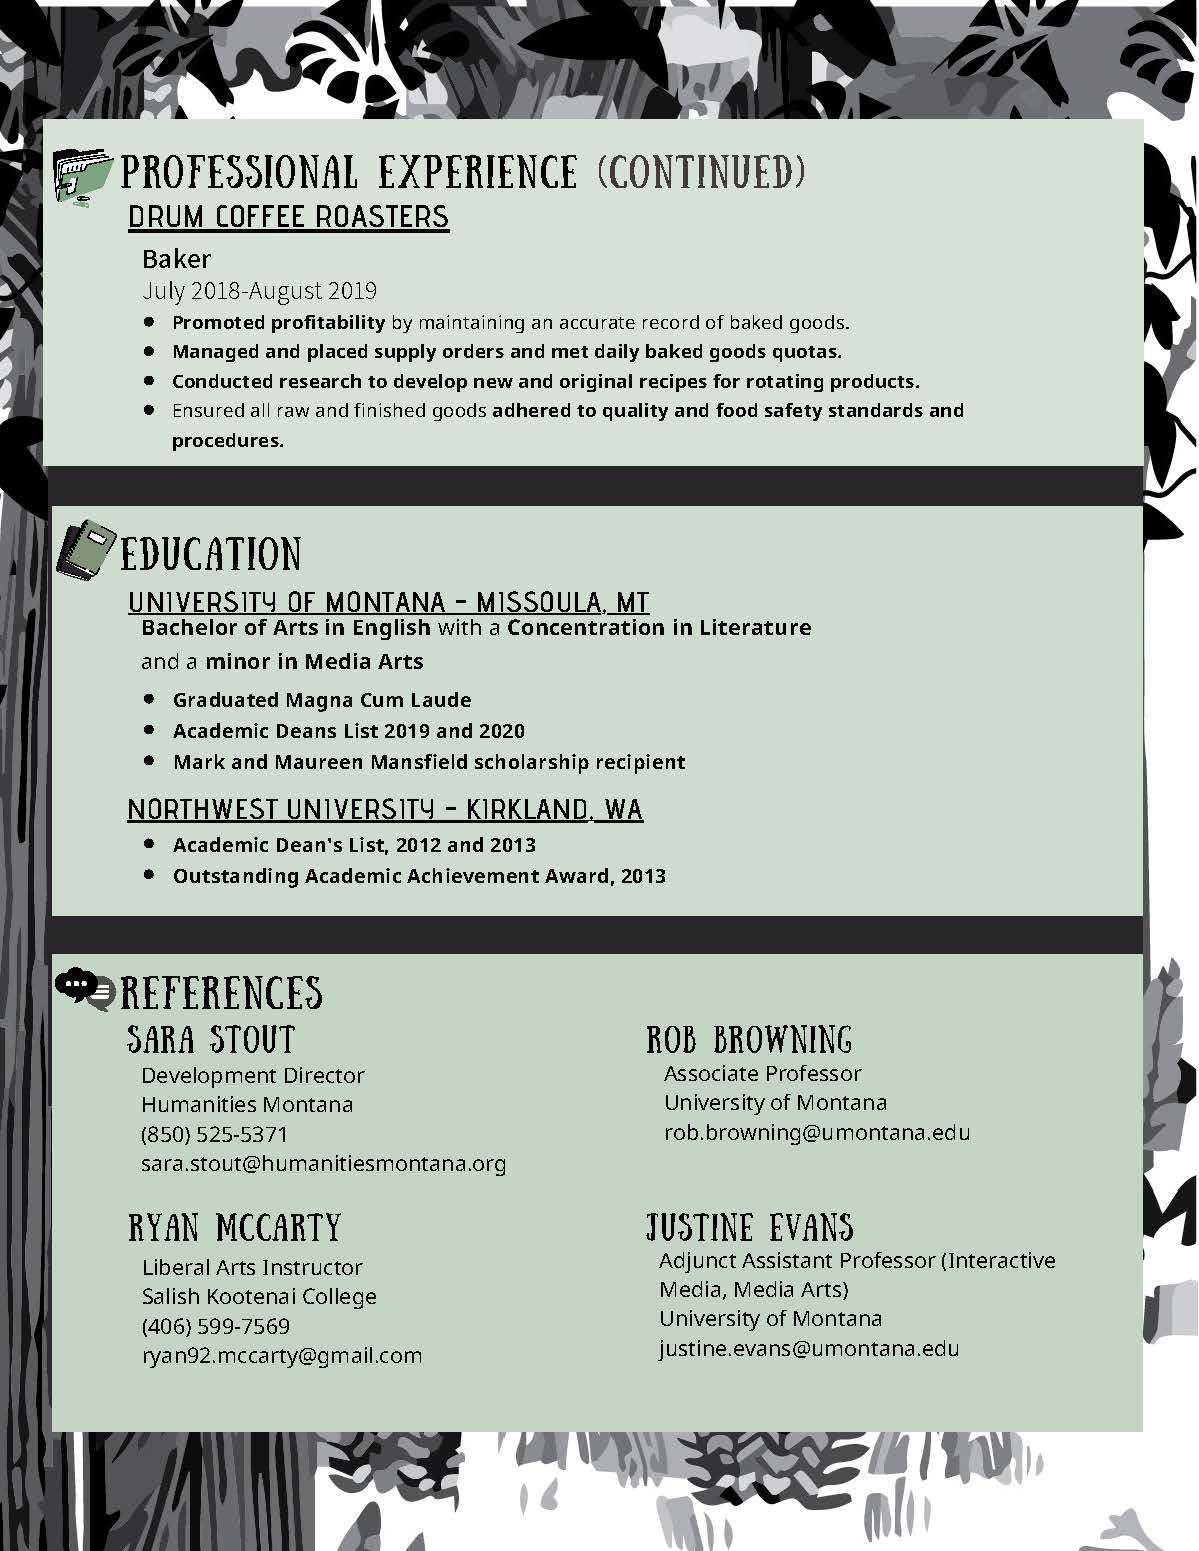 PROFESSIONAL EXPERIENCE (CONTINUED)
DRUM COFFEE ROASTERS
Baker
July 2018-August 2019
• Promoted profitability by maintaining an accurate record of baked goods.
• Managed and placed supply orders and met daily baked goods quotas.
• Conducted research to develop new and original recipes for rotating products.
• Ensured all raw and finished goods adhered to quality and food safety standards and
procedures.
EDUCATION
UNIVERSITY OF MONTANA - MISSOULA, MT
Bachelor of Arts in English with a Concentration in Literature
and a minor in Media Arts
• Graduated Magna Cum Laude
• Academic Deans List 2019 and 2020
• Mark and Maureen Mansfield scholarship recipient
NORTHWEST UNIVERSITY - KIRKLAND, WA
• Academic Dean's List, 2012 and 2013
• Outstanding Academic Achievement Award, 2013
REFERENCES
SARA STOUT
Development Director
Humanities Montana
(850) 525-5371
sara.stout@humanitiesmontana.org
ROB BROWNING
Associate Professor
University of Montana
rob.browning@umontana.edu
RYAN MCCARTY
Liberal Arts Instructor
Salish Kootenai College
(406) 599-7569
ryan92.mccarty@gmail.com
JUSTINE EVANS
Adjunct Assistant Professor (Interactive
Media, Media Arts)
University of Montana
justine.evans@umontana.edu